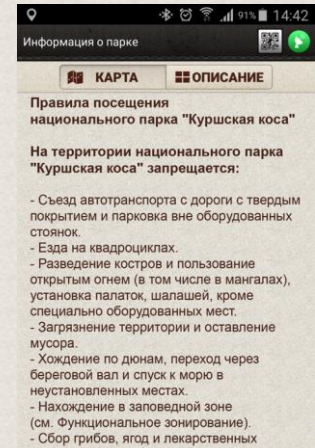 91% 14:42
Информация о парке
КАРТА ОПИСАНИЕ
Правила посещения
национального парка "Куршская коса"
На территории национального парка
"Куршская коса" запрещается:
- Съезд автотранспорта с дороги с твердым
покрытием и парковка вне оборудованных
стоянок.
- Езда на квадроциклах.
- Разведение костров и пользование
открытым огнем (в том числе в мангалах),
установка палаток, шалашей, кроме
специально оборудованных мест.
- Загрязнение территории и оставление
мусора.
- Хождение по дюнам, переход через
береговой вал и спуск к морю в
неустановленных местах.
- Нахождение в заповедной зоне
(см. Функциональное зонирование).
- Сбор грибов, ягод и лекарственных